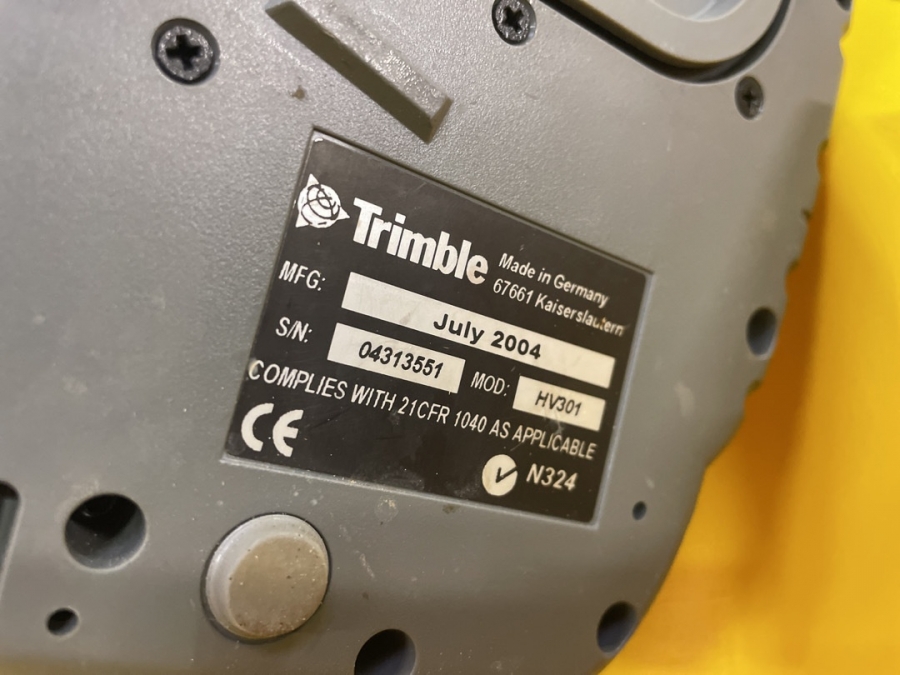 Trimble
Made in Germany
67661 Kaiserslautern
MFG: July 2004
S/N: 04313551 MOD: HV301
COMPLIES WITH 21CFR 1040 AS APPLICABLE
CE N324